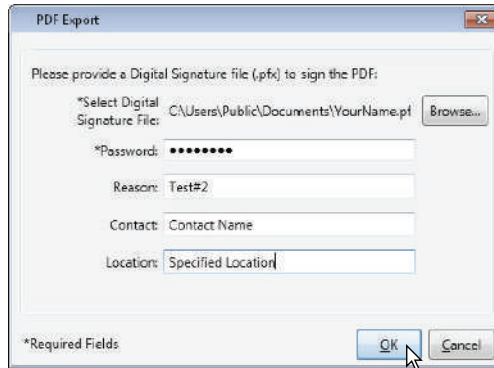 PDF Export
Please provide a Digital Signature file (.pfx) to sign the PDF:
*Select Digital
Signature File: C:\Users\Public\Documents\YourName.pf Browse...
*Password: ●●●●●●●●
Reason: Test#2
Contact: Contact Name
Location: Specified Location
*Required Fields OK Cancel